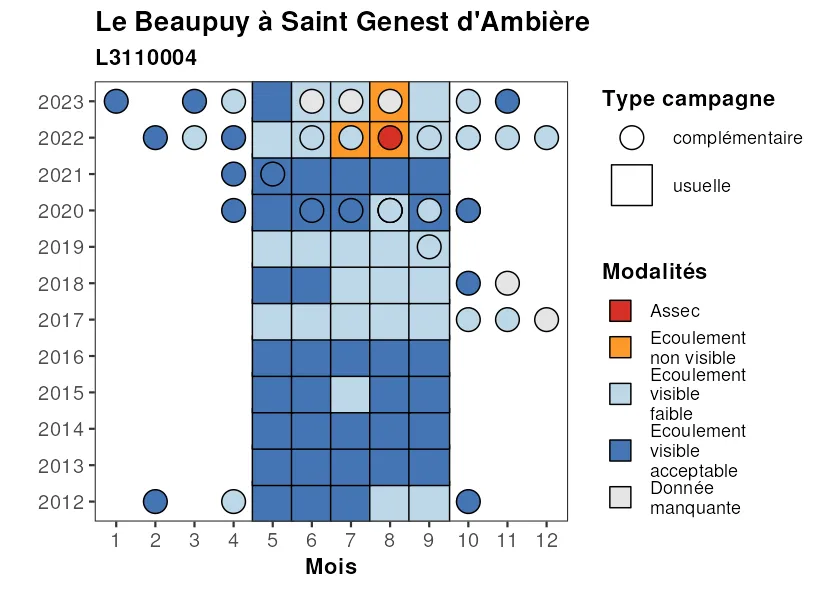 Le Beaupuy à Saint Genest d'Ambière
L3110004
2023
2022
2021
2020
2019
2018
2017
2016
2015
2014
2013
2012
1 2 3 4 5 6 7 8 9 10 11 12
Mois
Type campagne
complémentaire
usuelle
Modalités
Assec
Ecoulement
non visible
Ecoulement
visible
faible
Ecoulement
visible
acceptable
Donnée
manquante